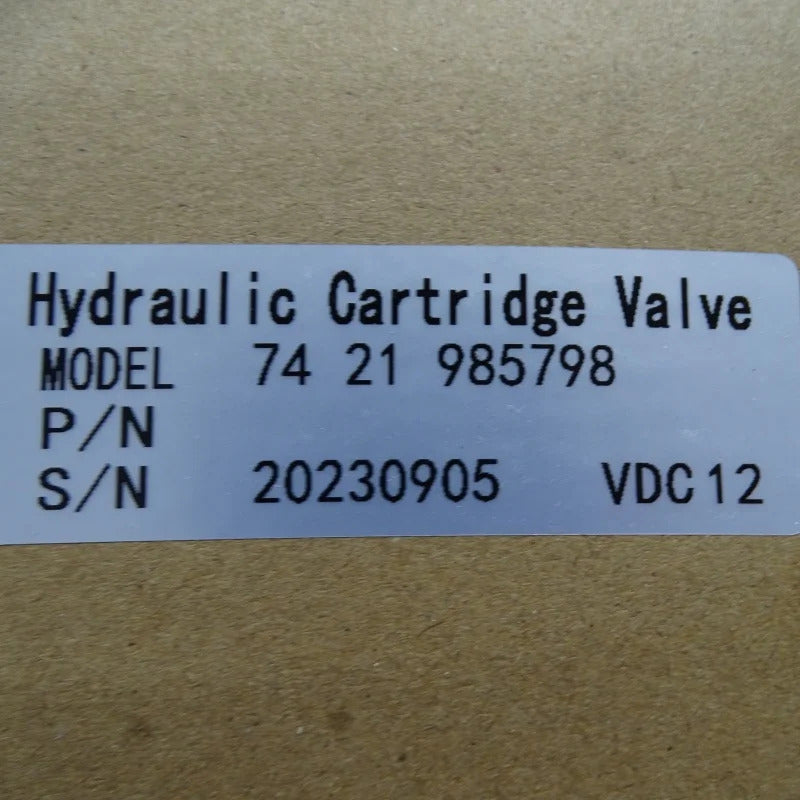 Hydraulic Cartridge Valve
MODEL 74 21 985798
P/N
S/N 20230905 VDC12